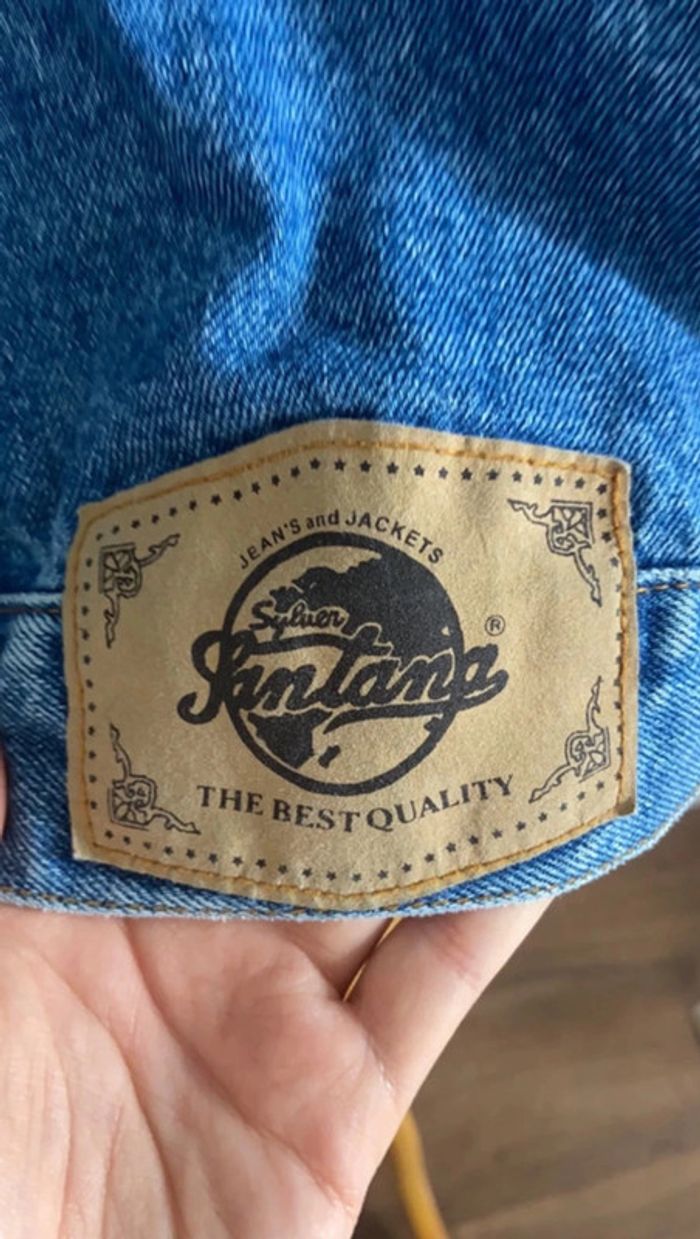 JEAN'S and JACKETS
Sylver
Santana ®
THE BEST QUALITY